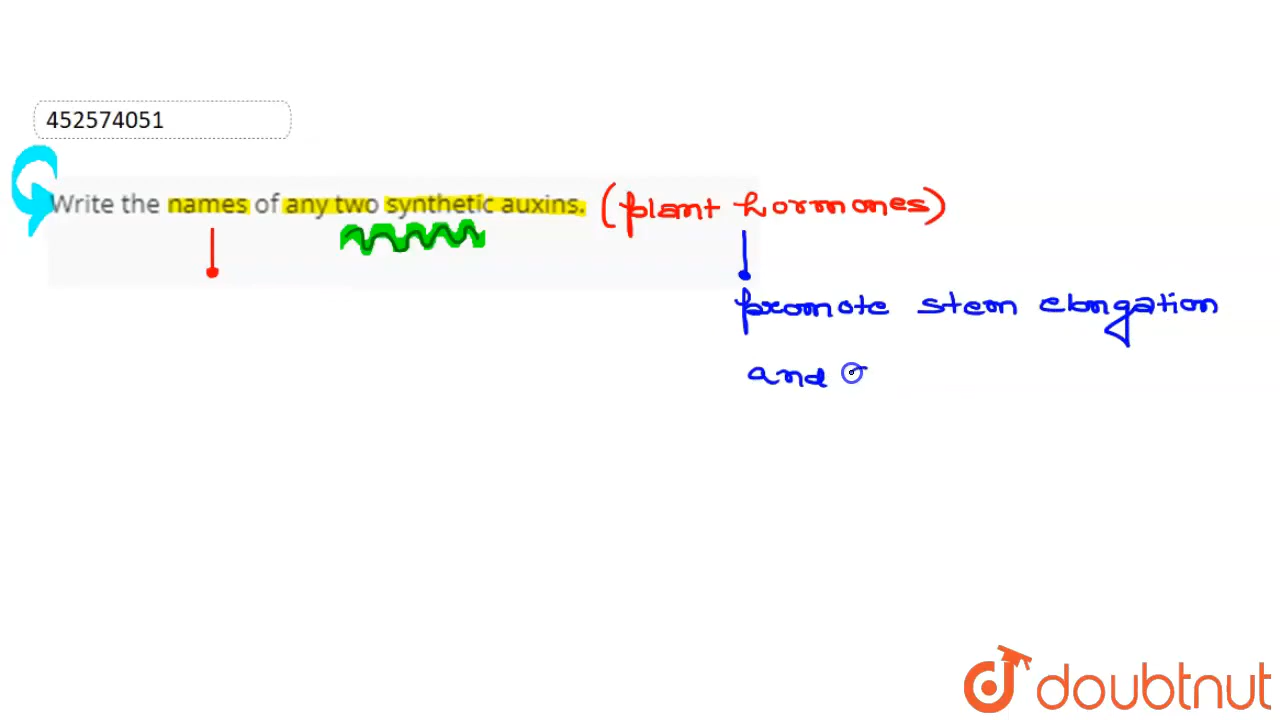 452574051
Write the names of any two synthetic auxins. (plant hormones)
promote stem elongation
and
doubtnut